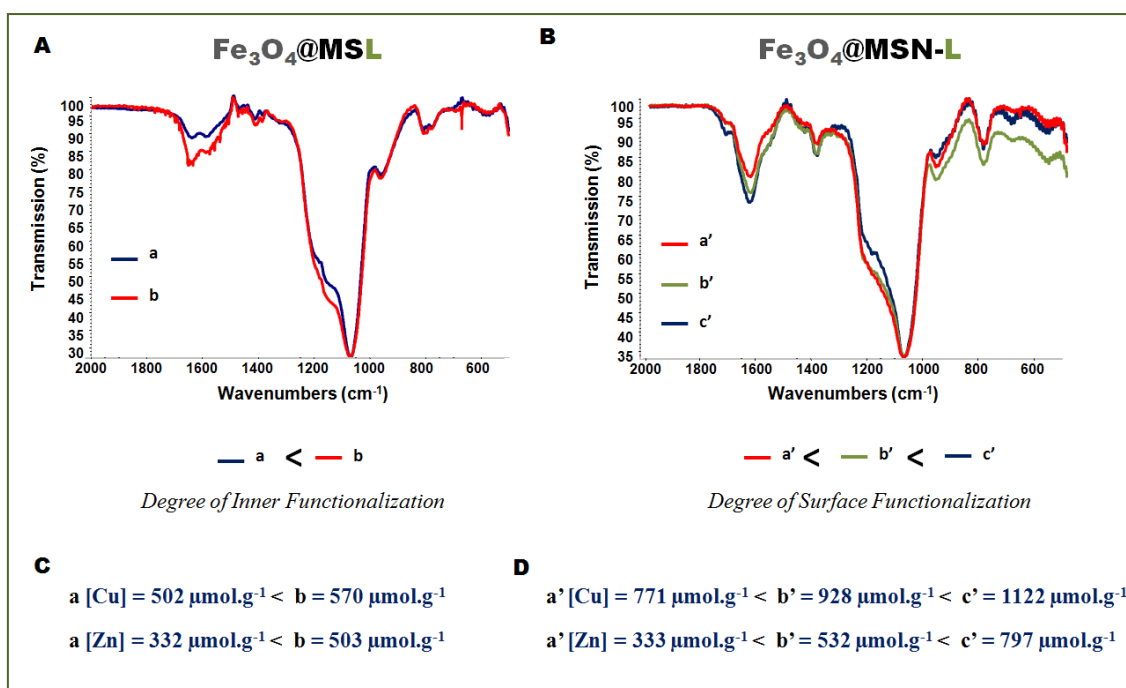 A
Fe₃O₄@MSL
100
95
90
85
80
75
70
65
60
55
50
45
40
35
30
Transmission (%)
a
b
2000 1800 1600 1400 1200 1000 800 600
Wavenumbers (cm⁻¹)
a < b
Degree of Inner Functionalization
B
Fe₃O₄@MSN-L
100
95
90
85
80
75
70
65
60
55
50
45
40
35
Transmission (%)
a’
b’
c’
2000 1800 1600 1400 1200 1000 800 600
Wavenumbers (cm⁻¹)
a’ < b’ < c’
Degree of Surface Functionalization
C
a [Cu] = 502 µmol.g⁻¹ < b = 570 µmol.g⁻¹
a [Zn] = 332 µmol.g⁻¹ < b = 503 µmol.g⁻¹
D
a’ [Cu] = 771 µmol.g⁻¹ < b’ = 928 µmol.g⁻¹ < c’ = 1122 µmol.g⁻¹
a’ [Zn] = 333 µmol.g⁻¹ < b’ = 532 µmol.g⁻¹ < c’ = 797 µmol.g⁻¹